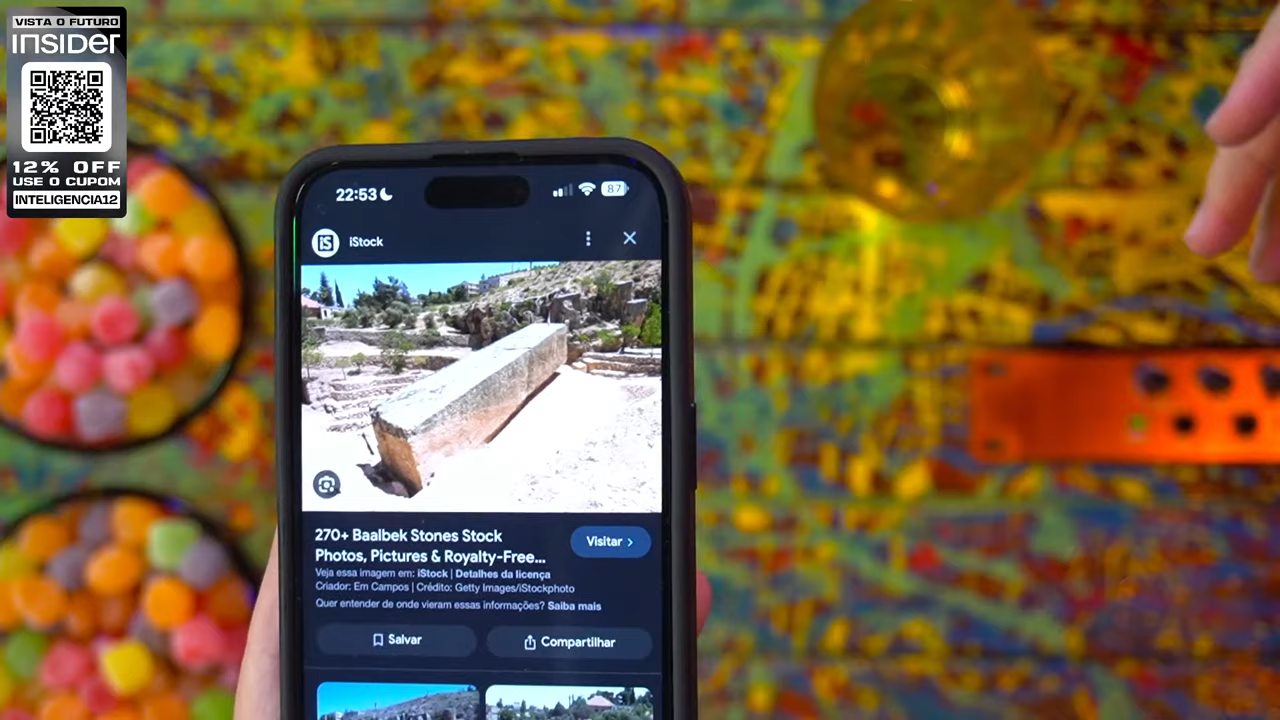 VISTA O FUTURO
INSIDER
12% OFF
USE O CUPOM
INTELIGENCIA12
22:53
87
iS
iStock
270+ Baalbek Stones Stock
Photos, Pictures & Royalty-Free...
Visitar >
Veja essa imagem em: iStock | Detalhes da licença
Criador: Em Campos | Crédito: Getty Images/iStockphoto
Quer entender de onde vieram essas informações? Saiba mais
Salvar
Compartilhar